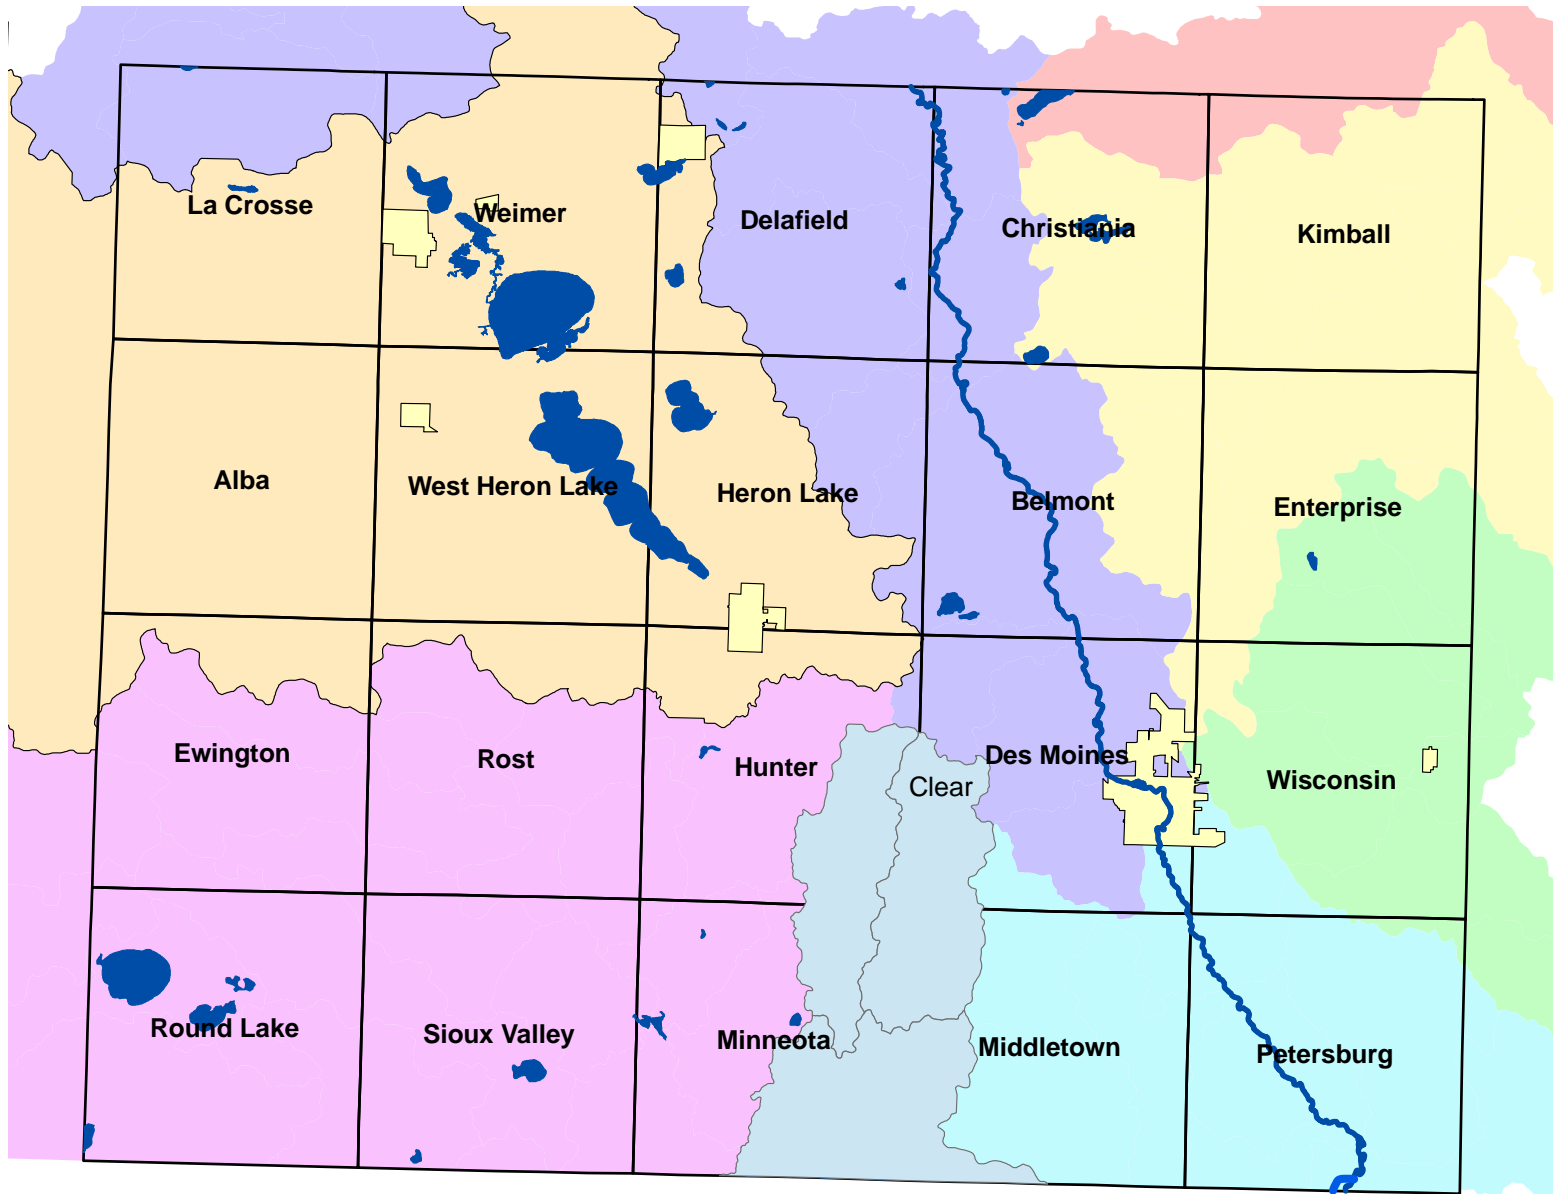 La Crosse
Weimer
Delafield
Christiania
Kimball
Alba
West Heron Lake
Heron Lake
Belmont
Enterprise
Ewington
Rost
Hunter
Clear
Des Moines
Wisconsin
Round Lake
Sioux Valley
Minneota
Middletown
Petersburg